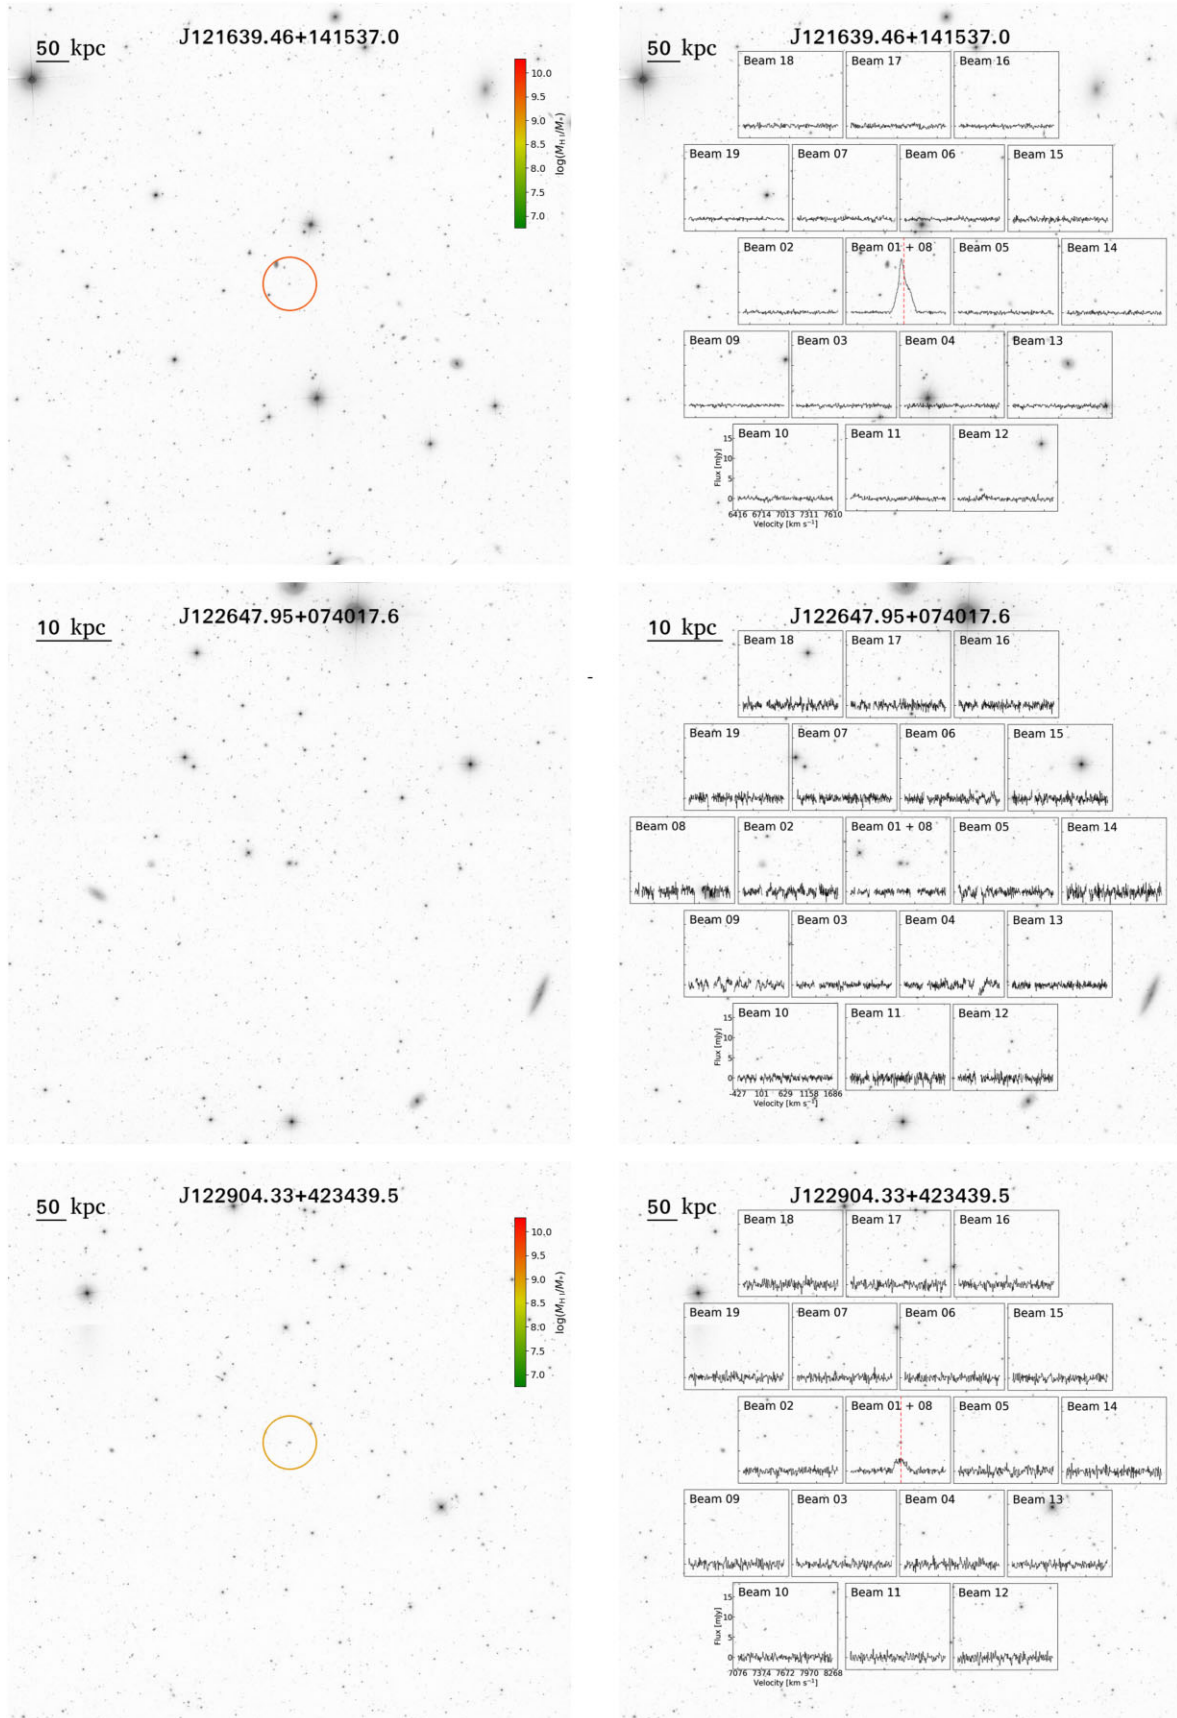 J121639.46+141537.0
50 kpc
10.0
9.5
9.0
8.5
8.0
7.5
7.0
log(M_H I/M_*)
J121639.46+141537.0
50 kpc
Beam 18 Beam 17 Beam 16
Beam 19 Beam 07 Beam 06 Beam 15
Beam 02 Beam 01 + 08 Beam 05 Beam 14
Beam 09 Beam 03 Beam 04 Beam 13
Beam 10 Beam 11 Beam 12
15
10
5
0
Flux [mJy]
6416 6714 7013 7311 7610
Velocity [km s⁻¹]
J122647.95+074017.6
10 kpc
-
J122647.95+074017.6
10 kpc
Beam 18 Beam 17 Beam 16
Beam 19 Beam 07 Beam 06 Beam 15
Beam 08 Beam 02 Beam 01 + 08 Beam 05 Beam 14
Beam 09 Beam 03 Beam 04 Beam 13
Beam 10 Beam 11 Beam 12
15
10
5
0
Flux [mJy]
-427 101 629 1158 1686
Velocity [km s⁻¹]
J122904.33+423439.5
50 kpc
10.0
9.5
9.0
8.5
8.0
7.5
7.0
log(M_H I/M_*)
J122904.33+423439.5
50 kpc
Beam 18 Beam 17 Beam 16
Beam 19 Beam 07 Beam 06 Beam 15
Beam 02 Beam 01 + 08 Beam 05 Beam 14
Beam 09 Beam 03 Beam 04 Beam 13
Beam 10 Beam 11 Beam 12
15
10
5
0
Flux [mJy]
7076 7374 7672 7970 8268
Velocity [km s⁻¹]